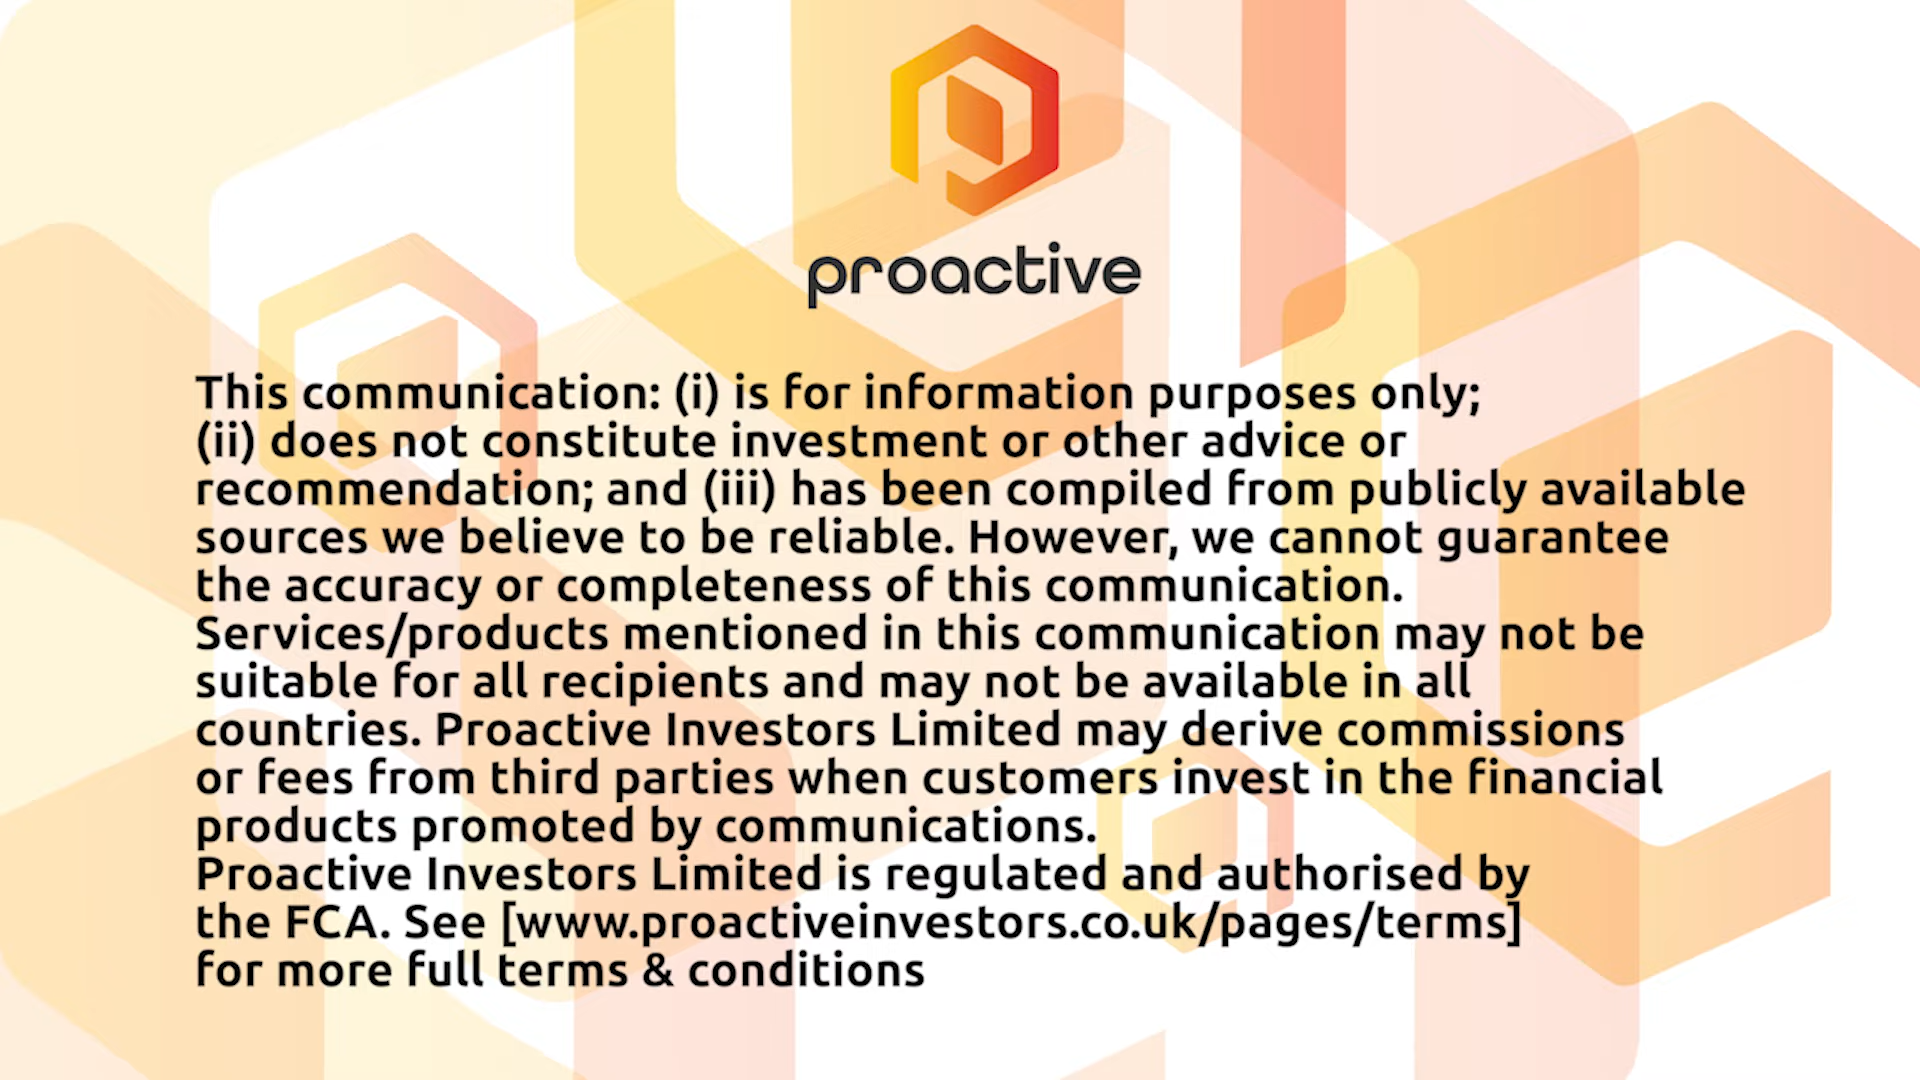 proactive
This communication: (i) is for information purposes only;
(ii) does not constitute investment or other advice or
recommendation; and (iii) has been compiled from publicly available
sources we believe to be reliable. However, we cannot guarantee
the accuracy or completeness of this communication.
Services/products mentioned in this communication may not be
suitable for all recipients and may not be available in all
countries. Proactive Investors Limited may derive commissions
or fees from third parties when customers invest in the financial
products promoted by communications.
Proactive Investors Limited is regulated and authorised by
the FCA. See [www.proactiveinvestors.co.uk/pages/terms]
for more full terms & conditions